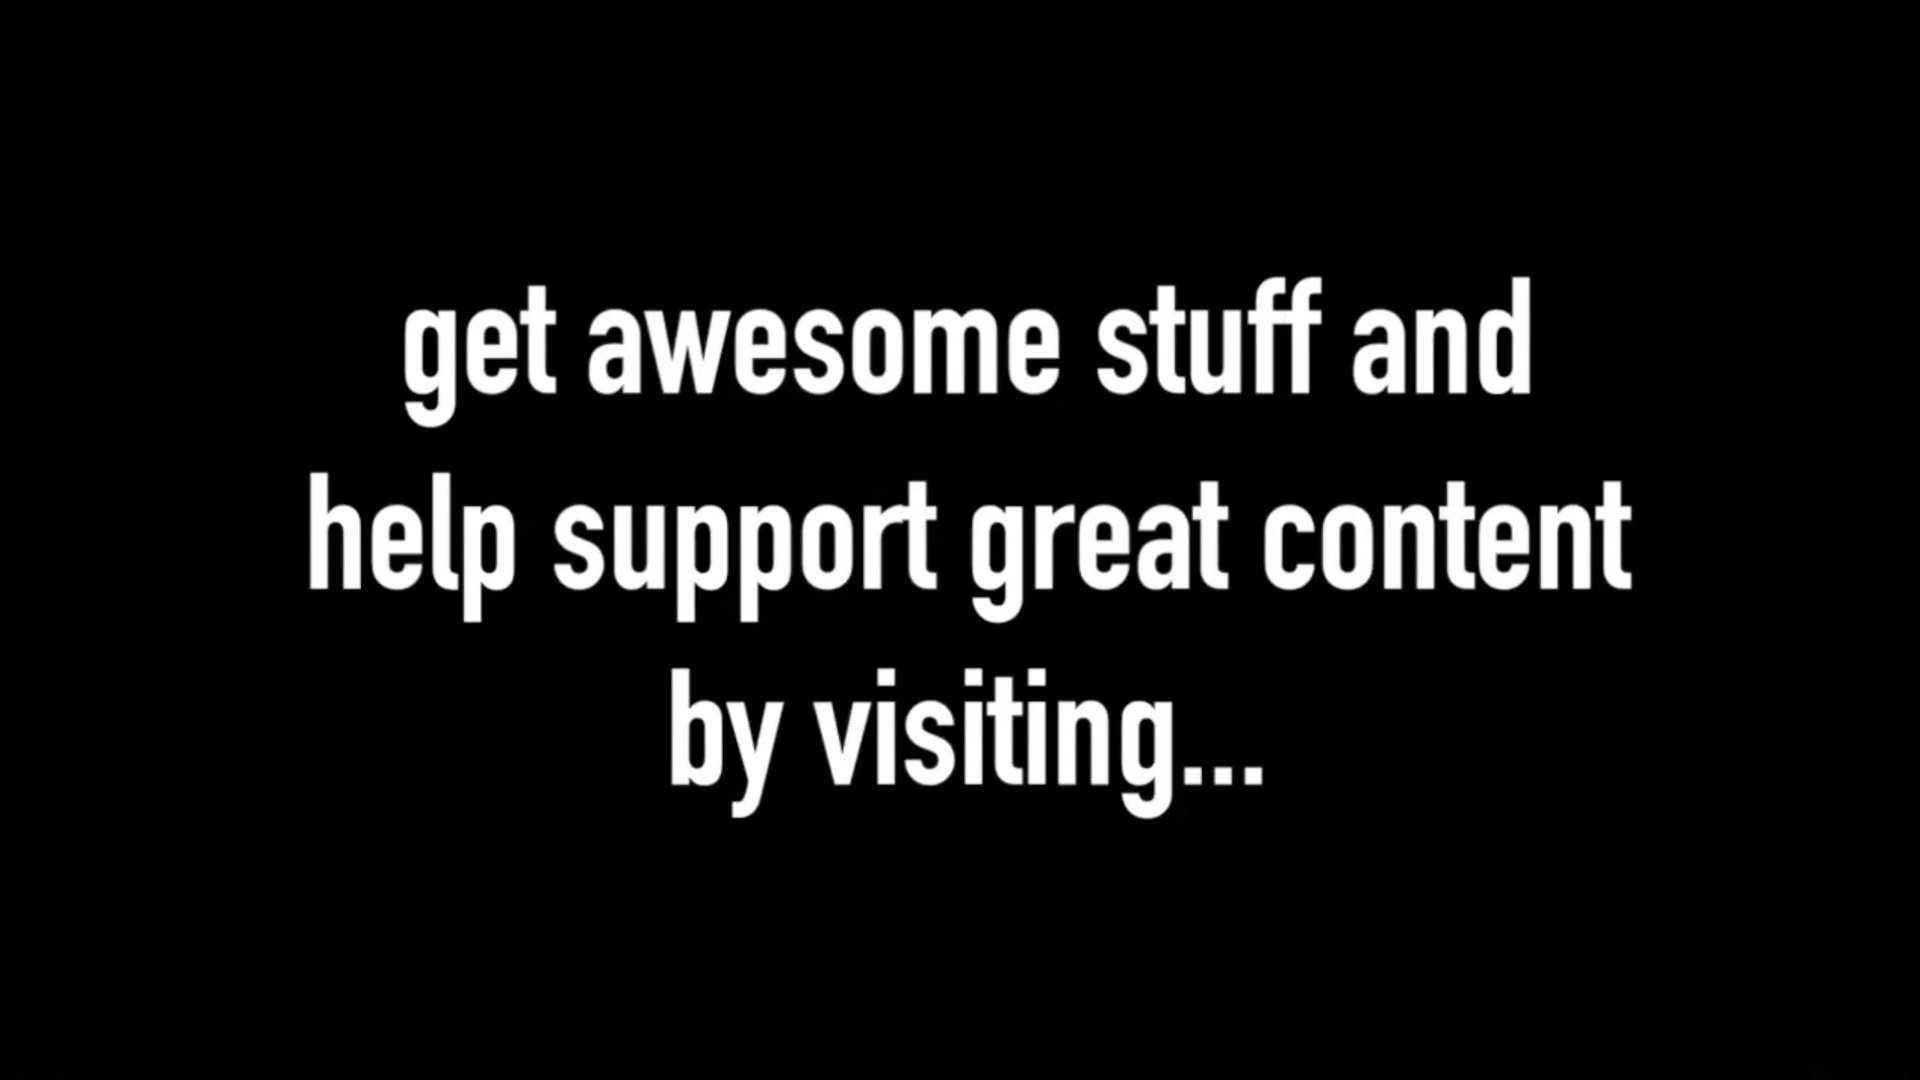 get awesome stuff and
help support great content
by visiting...